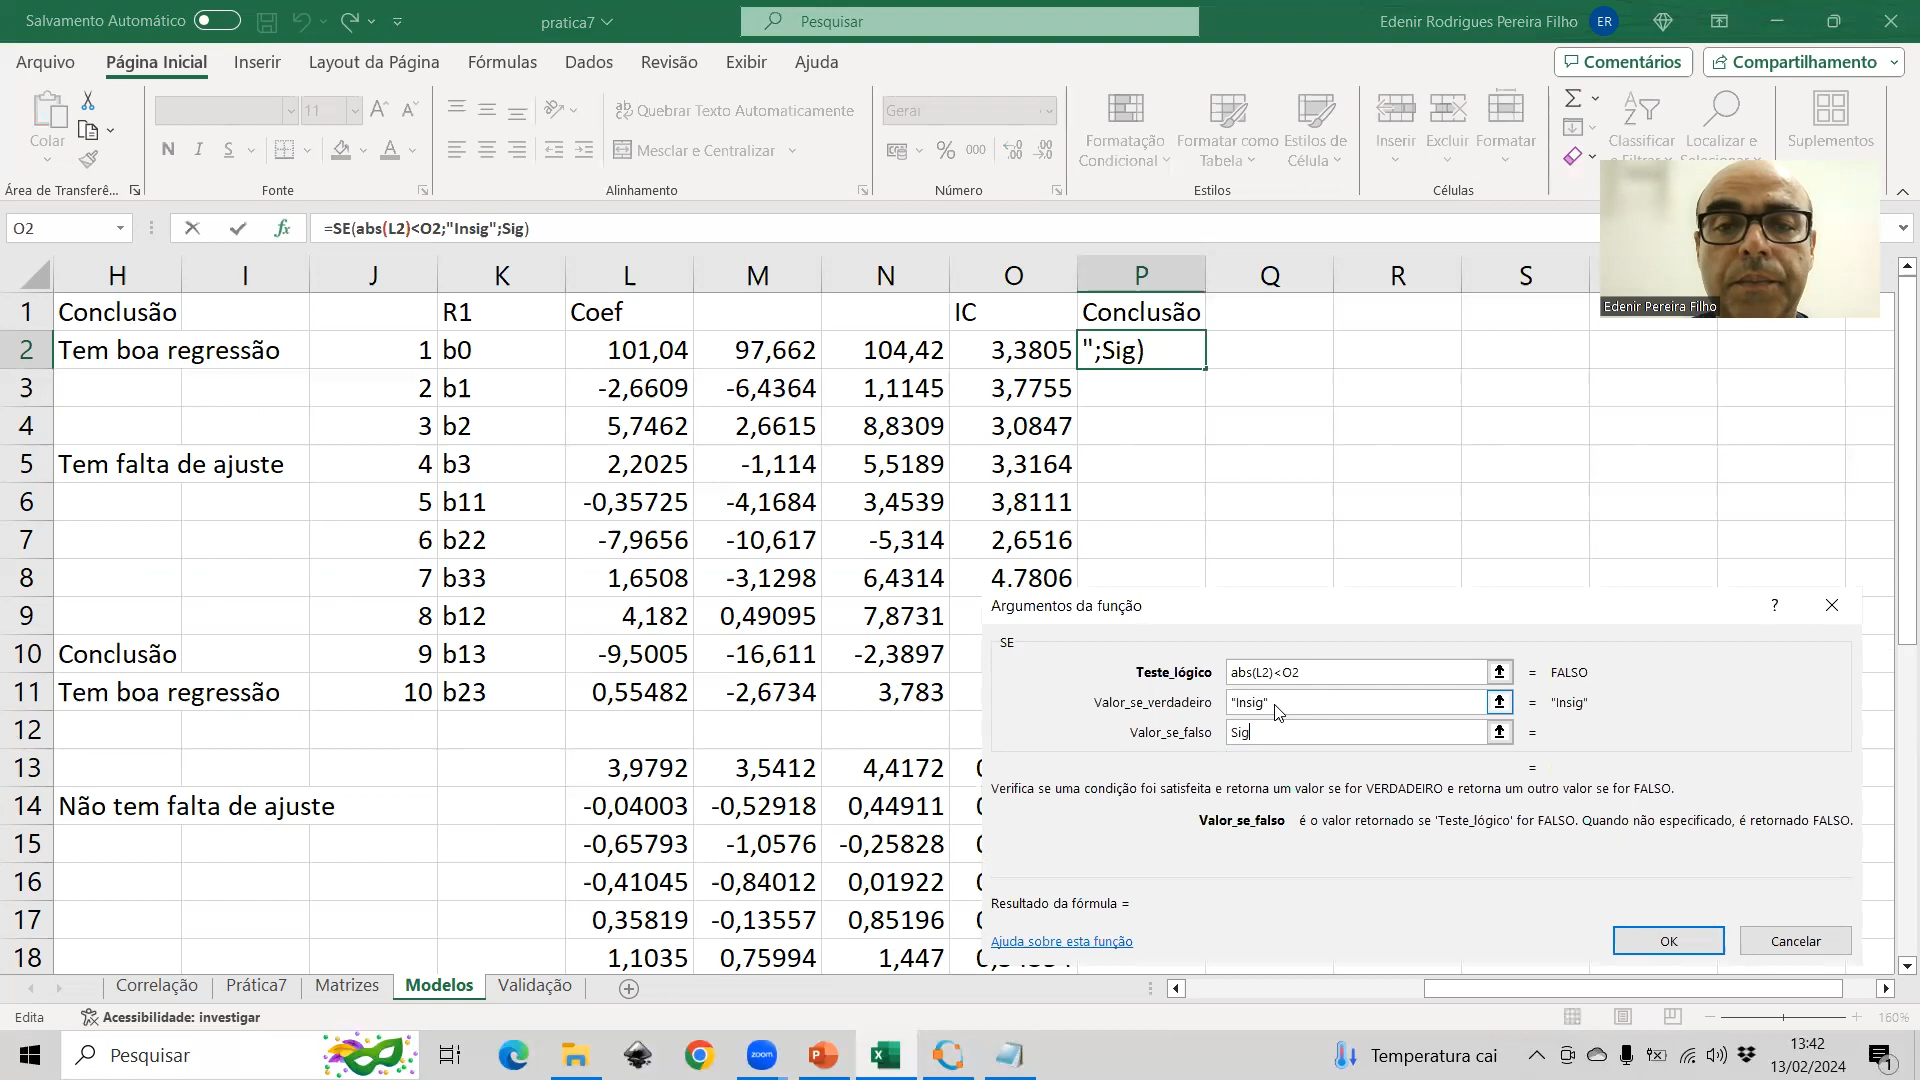 Salvamento Automático
pratica7
Pesquisar
Edenir Rodrigues Pereira Filho
ER
Arquivo
Página Inicial
Inserir
Layout da Página
Fórmulas
Dados
Revisão
Exibir
Ajuda
Comentários
Compartilhamento
Colar
11
N I S
Quebrar Texto Automaticamente
Mesclar e Centralizar
Geral
% 000
Formatação Condicional
Formatar como Tabela
Estilos de Célula
Inserir
Excluir
Formatar
Classificar
Localizar e
Suplementos
Área de Transferê...
Fonte
Alinhamento
Número
Estilos
Células
O2
fx
=SE(abs(L2)<O2;"Insig";Sig)
Edenir Pereira Filho
H I J K L M N O P Q R S
1 Conclusão R1 Coef IC Conclusão
2 Tem boa regressão 1 b0 101,04 97,662 104,42 3,3805 ";Sig)
3 2 b1 -2,6609 -6,4364 1,1145 3,7755
4 3 b2 5,7462 2,6615 8,8309 3,0847
5 Tem falta de ajuste 4 b3 2,2025 -1,114 5,5189 3,3164
6 5 b11 -0,35725 -4,1684 3,4539 3,8111
7 6 b22 -7,9656 -10,617 -5,314 2,6516
8 7 b33 1,6508 -3,1298 6,4314 4,7806
9 8 b12 4,182 0,49095 7,8731
10 Conclusão 9 b13 -9,5005 -16,611 -2,3897
11 Tem boa regressão 10 b23 0,55482 -2,6734 3,783
12
13 3,9792 3,5412 4,4172
14 Não tem falta de ajuste -0,04003 -0,52918 0,44911
15 -0,65793 -1,0576 -0,25828
16 -0,41045 -0,84012 0,01922
17 0,35819 -0,13557 0,85196
18 1,1035 0,75994 1,447
Argumentos da função
?
SE
Teste_lógico abs(L2)<O2 = FALSO
Valor_se_verdadeiro "Insig" = "Insig"
Valor_se_falso Sig =
=
Verifica se uma condição foi satisfeita e retorna um valor se for VERDADEIRO e retorna um outro valor se for FALSO.
Valor_se_falso é o valor retornado se 'Teste_lógico' for FALSO. Quando não especificado, é retornado FALSO.
Resultado da fórmula =
Ajuda sobre esta função
OK
Cancelar
Correlação
Prática7
Matrizes
Modelos
Validação
Edita
Acessibilidade: investigar
160%
Pesquisar
zoom
Temperatura cai
13:42
13/02/2024
1